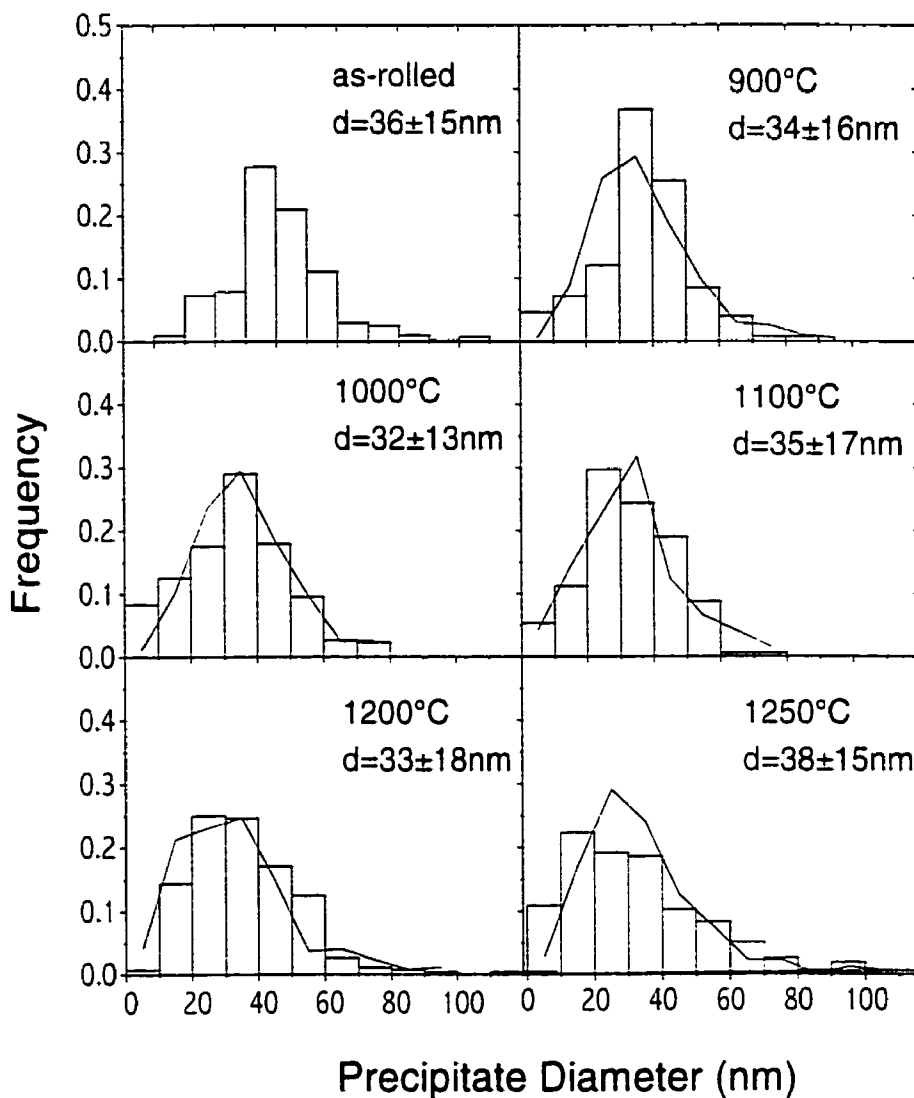 0.5
0.4
0.3
0.2
0.1
0.0
as-rolled
d=36±15nm
900°C
d=34±16nm
0.4
0.3
0.2
0.1
0.0
1000°C
d=32±13nm
1100°C
d=35±17nm
0.4
0.3
0.2
0.1
0.0
1200°C
d=33±18nm
1250°C
d=38±15nm
0 20 40 60 80 100
0 20 40 60 80 100
Frequency
Precipitate Diameter (nm)